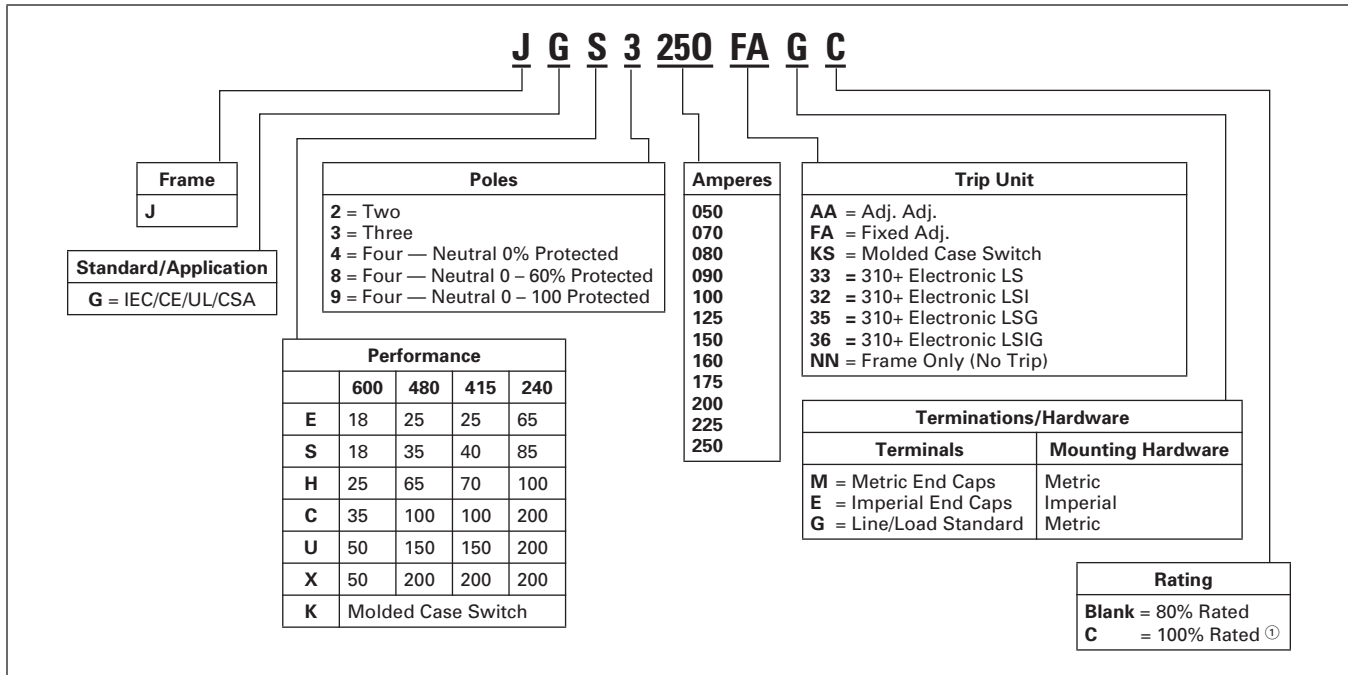 J G S 3 250 FA G C
Frame
J
Standard/Application
G = IEC/CE/UL/CSA
Poles
2 = Two
3 = Three
4 = Four — Neutral 0% Protected
8 = Four — Neutral 0 – 60% Protected
9 = Four — Neutral 0 – 100 Protected
Performance
600 480 415 240
E 18 25 25 65
S 18 35 40 85
H 25 65 70 100
C 35 100 100 200
U 50 150 150 200
X 50 200 200 200
K Molded Case Switch
Amperes
050
070
080
090
100
125
150
160
175
200
225
250
Trip Unit
AA = Adj. Adj.
FA = Fixed Adj.
KS = Molded Case Switch
33 = 310+ Electronic LS
32 = 310+ Electronic LSI
35 = 310+ Electronic LSG
36 = 310+ Electronic LSIG
NN = Frame Only (No Trip)
Terminations/Hardware
Terminals Mounting Hardware
M = Metric End Caps Metric
E = Imperial End Caps Imperial
G = Line/Load Standard Metric
Rating
Blank = 80% Rated
C = 100% Rated ①